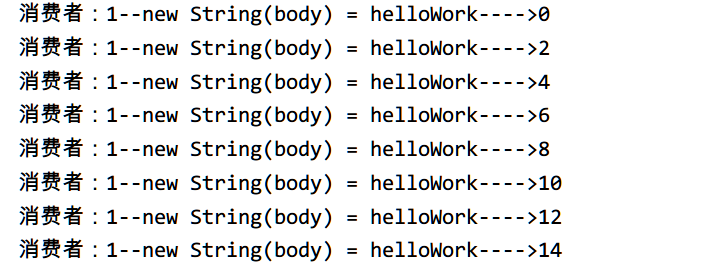 消费者：1--new String(body) = helloWork---->0
消费者：1--new String(body) = helloWork---->2
消费者：1--new String(body) = helloWork---->4
消费者：1--new String(body) = helloWork---->6
消费者：1--new String(body) = helloWork---->8
消费者：1--new String(body) = helloWork---->10
消费者：1--new String(body) = helloWork---->12
消费者：1--new String(body) = helloWork---->14